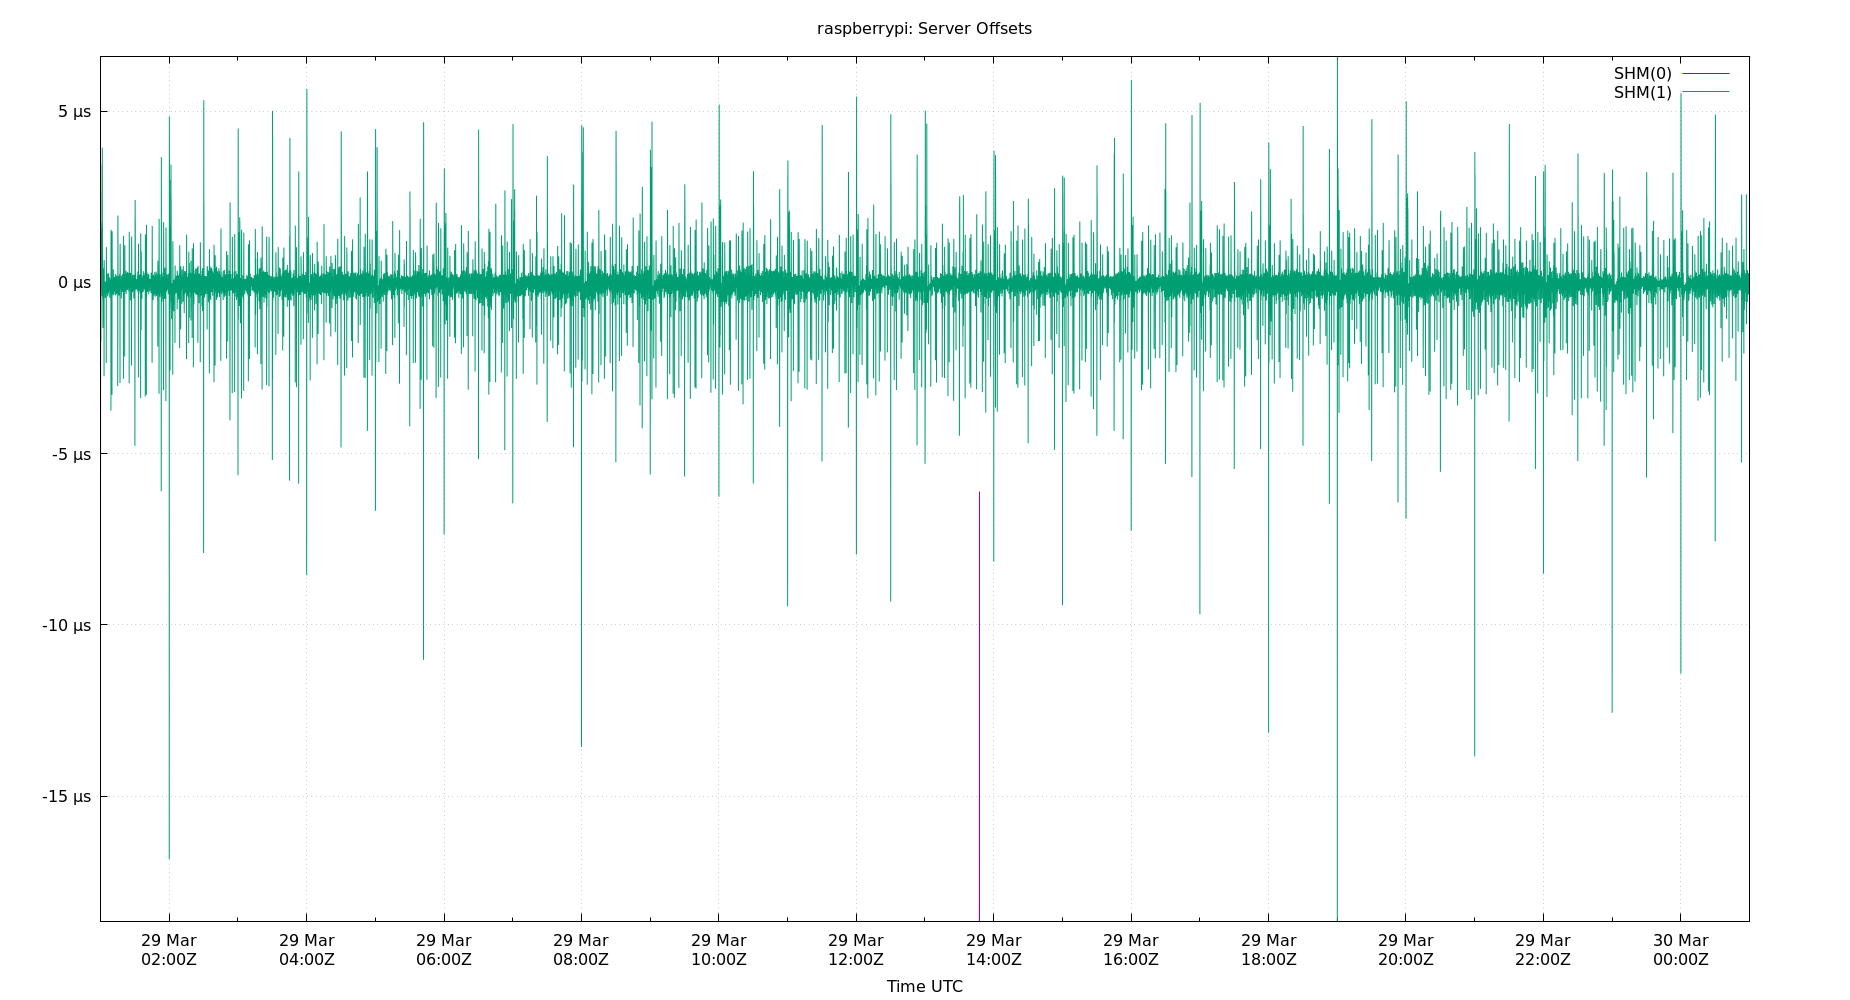 raspberrypi: Server Offsets
SHM(0)
SHM(1)
5 µs
0 µs
-5 µs
-10 µs
-15 µs
29 Mar 29 Mar 29 Mar 29 Mar 29 Mar 29 Mar 29 Mar 29 Mar 29 Mar 29 Mar 29 Mar 30 Mar
02:00Z 04:00Z 06:00Z 08:00Z 10:00Z 12:00Z 14:00Z 16:00Z 18:00Z 20:00Z 22:00Z 00:00Z
Time UTC